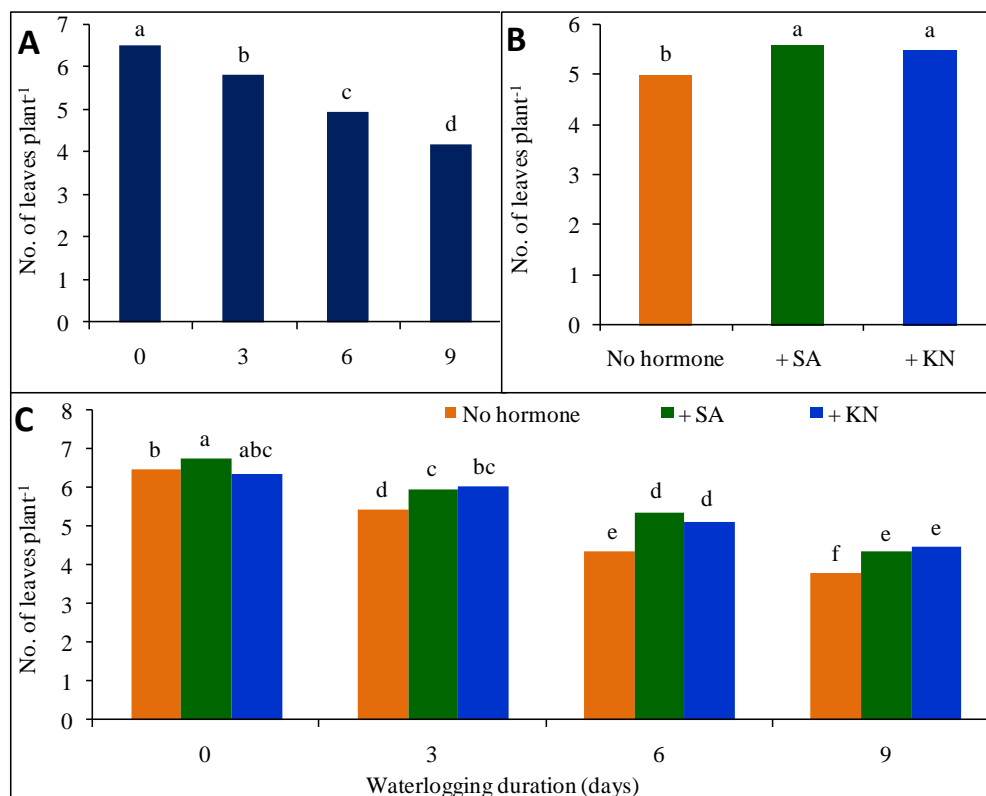 A
No. of leaves plant-1
7
6
5
4
3
2
1
0
a
b
c
d
0 3 6 9
B
No. of leaves plant-1
6
5
4
3
2
1
0
b
a
a
No hormone + SA + KN
C
No hormone + SA + KN
No. of leaves plant-1
8
7
6
5
4
3
2
1
0
b a abc
d c bc
e d d
f e e
0 3 6 9
Waterlogging duration (days)